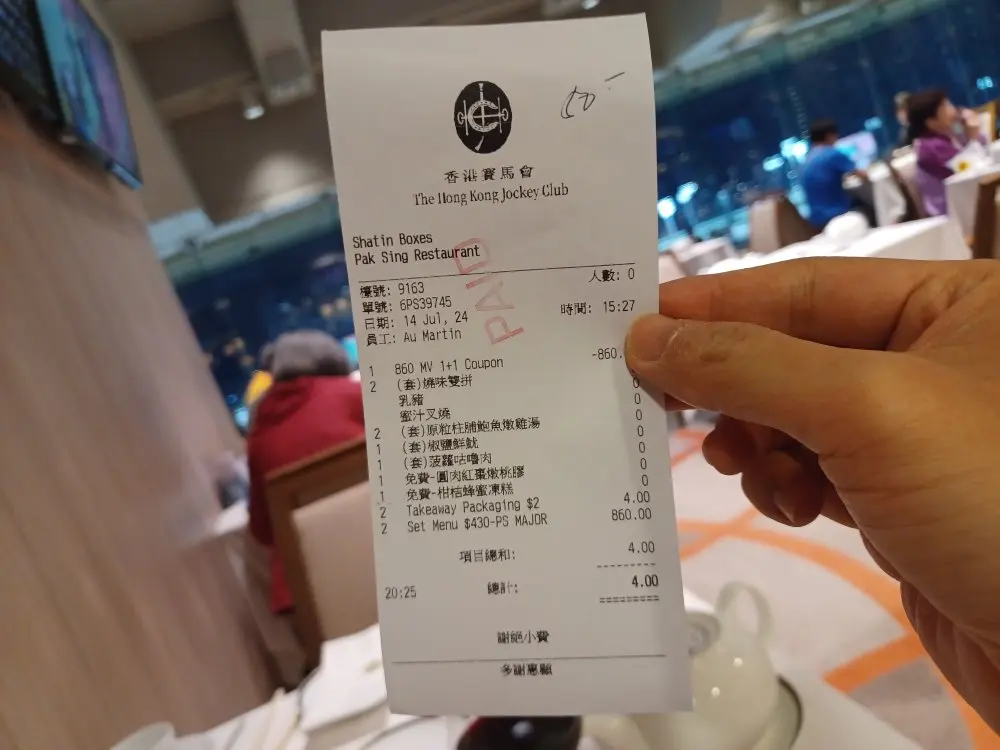 香港賽馬會
The Hong Kong Jockey Club
Shatin Boxes
Pak Sing Restaurant
PAID
檯號: 9163 人數: 0
單號: 6PS39745
日期: 14 Jul, 24 時間: 15:27
員工: Au Martin
1 860 MV 1+1 Coupon -860.
2 (套)燒味雙拼 0
乳豬 0
蜜汁叉燒 0
2 (套)原粒柱脯鮑魚燉雞湯 0
1 (套)椒鹽鮮魷 0
1 (套)菠蘿咕嚕肉 0
1 免費-圓肉紅棗燉桃膠 0
1 免費-柑桔蜂蜜凍糕 0
2 Takeaway Packaging $2 4.00
2 Set Menu $430-PS MAJOR 860.00
項目總和: 4.00
20:25 總計: 4.00
謝絕小費
多謝惠顧